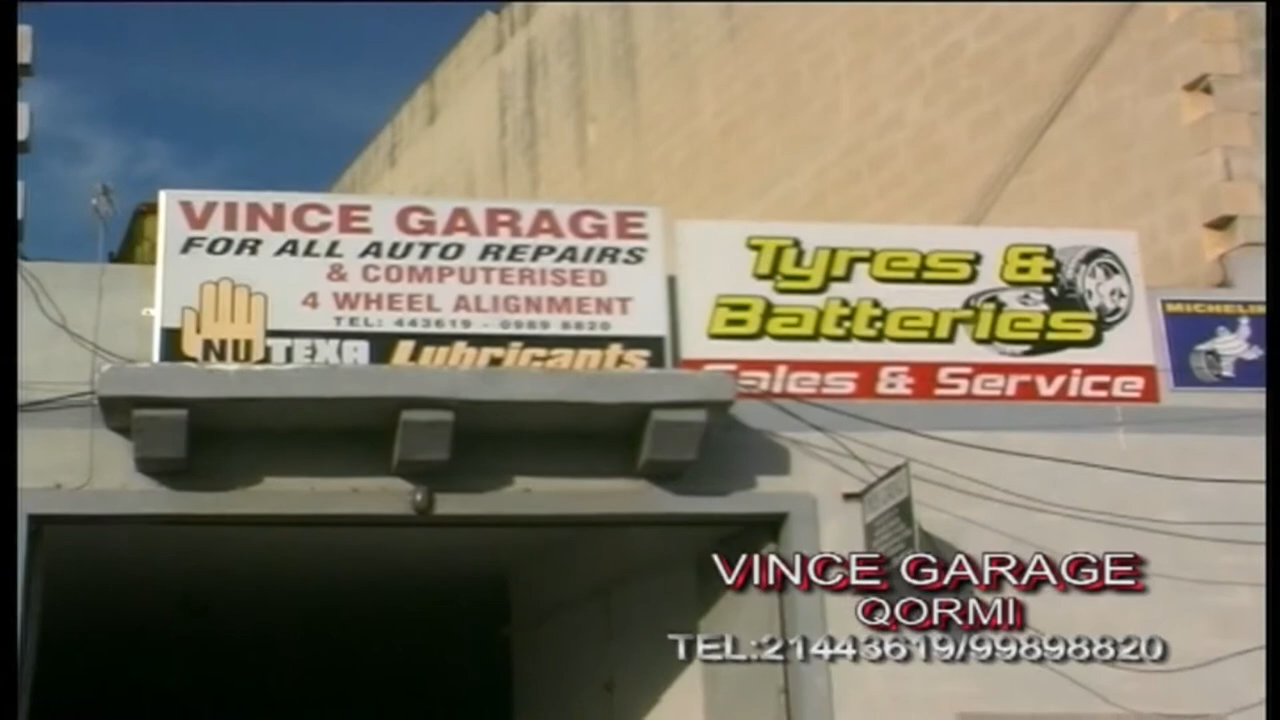 VINCE GARAGE
FOR ALL AUTO REPAIRS
& COMPUTERISED
4 WHEEL ALIGNMENT
TEL: 443619 - 0989 8820
NU TEXA Lubricants
Tyres &
Batteries
Sales & Service
MICHELIN
VINCE GARAGE
QORMI
TEL:21443619/99898820